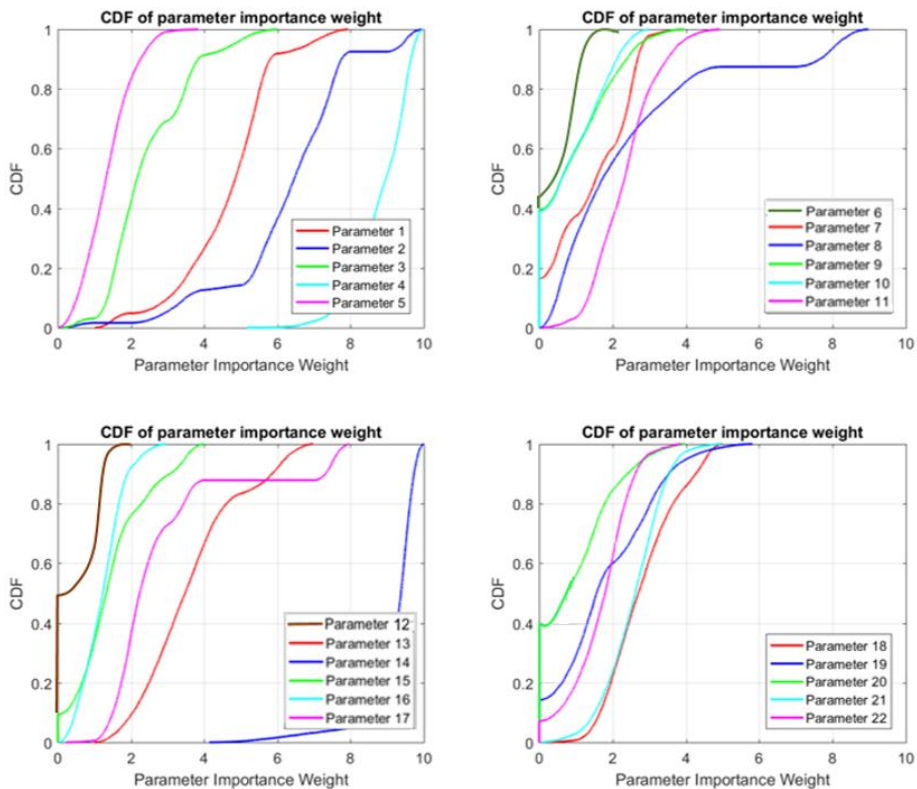 CDF of parameter importance weight
1
0.8
0.6
0.4
0.2
0
CDF
0 2 4 6 8 10
Parameter Importance Weight
Parameter 1
Parameter 2
Parameter 3
Parameter 4
Parameter 5
CDF of parameter importance weight
1
0.8
0.6
0.4
0.2
0
CDF
0 2 4 6 8 10
Parameter Importance Weight
Parameter 6
Parameter 7
Parameter 8
Parameter 9
Parameter 10
Parameter 11
CDF of parameter importance weight
1
0.8
0.6
0.4
0.2
0
CDF
0 2 4 6 8 10
Parameter Importance Weight
Parameter 12
Parameter 13
Parameter 14
Parameter 15
Parameter 16
Parameter 17
CDF of parameter importance weight
1
0.8
0.6
0.4
0.2
0
CDF
0 2 4 6 8 10
Parameter Importance Weight
Parameter 18
Parameter 19
Parameter 20
Parameter 21
Parameter 22